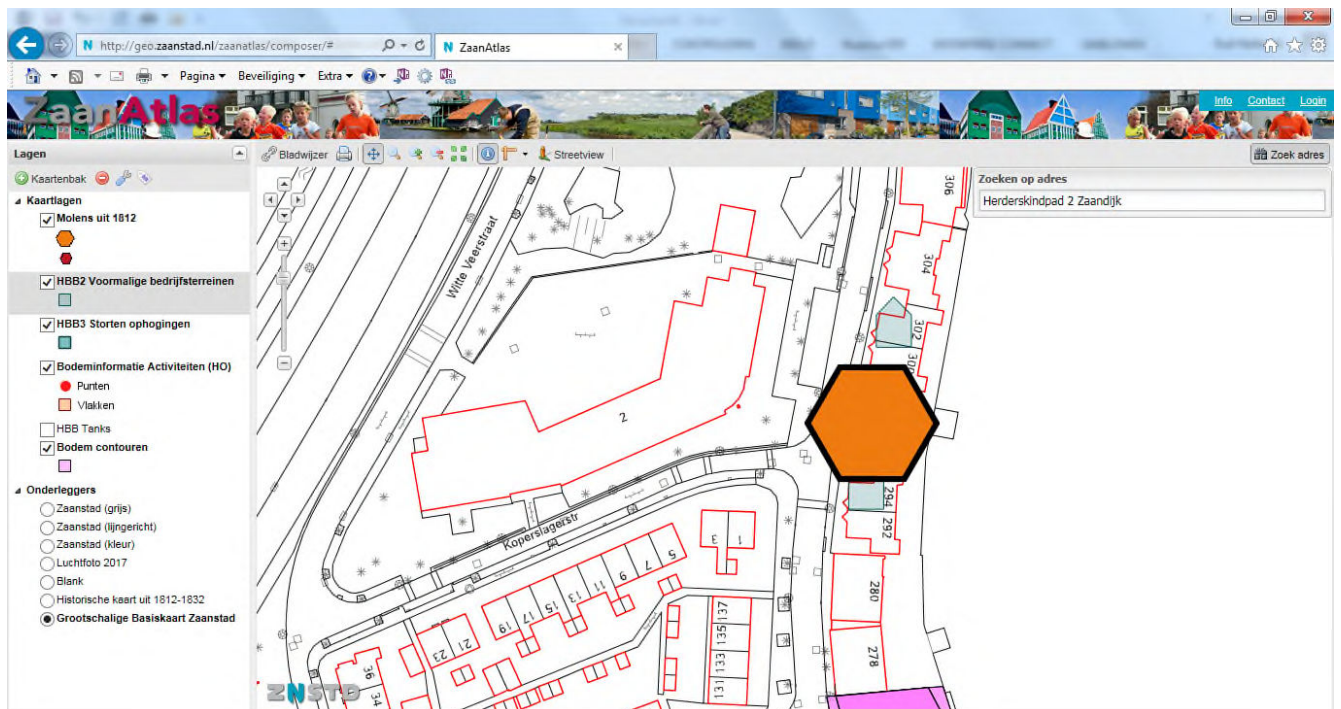 http://geo.zaanstad.nl/zaanatlas/composer/#
ZaanAtlas
Pagina
Beveiliging
Extra
ZaanAtlas
Info Contact Login
Lagen
Bladwijzer
Streetview
Zoek adres
Kaartenbak
Zoeken op adres
Herderskindpad 2 Zaandijk
Kaartlagen
Molens uit 1812
HBB2 Voormalige bedrijfsterreinen
HBB3 Storten ophogingen
Bodeminformatie Activiteiten (HO)
Punten
Vlakken
HBB Tanks
Bodem contouren
Onderleggers
Zaanstad (grijs)
Zaanstad (lijngericht)
Zaanstad (kleur)
Luchtfoto 2017
Blank
Historische kaart uit 1812-1832
Grootschalige Basiskaart Zaanstad
Witte Veerstraat
306
304
302
300
2
294
292
Koperslagerstr
3
1
5
7
9
11
13
15
17
19
21
23
280
278
137
135
133
131
36
34
ZNSTD